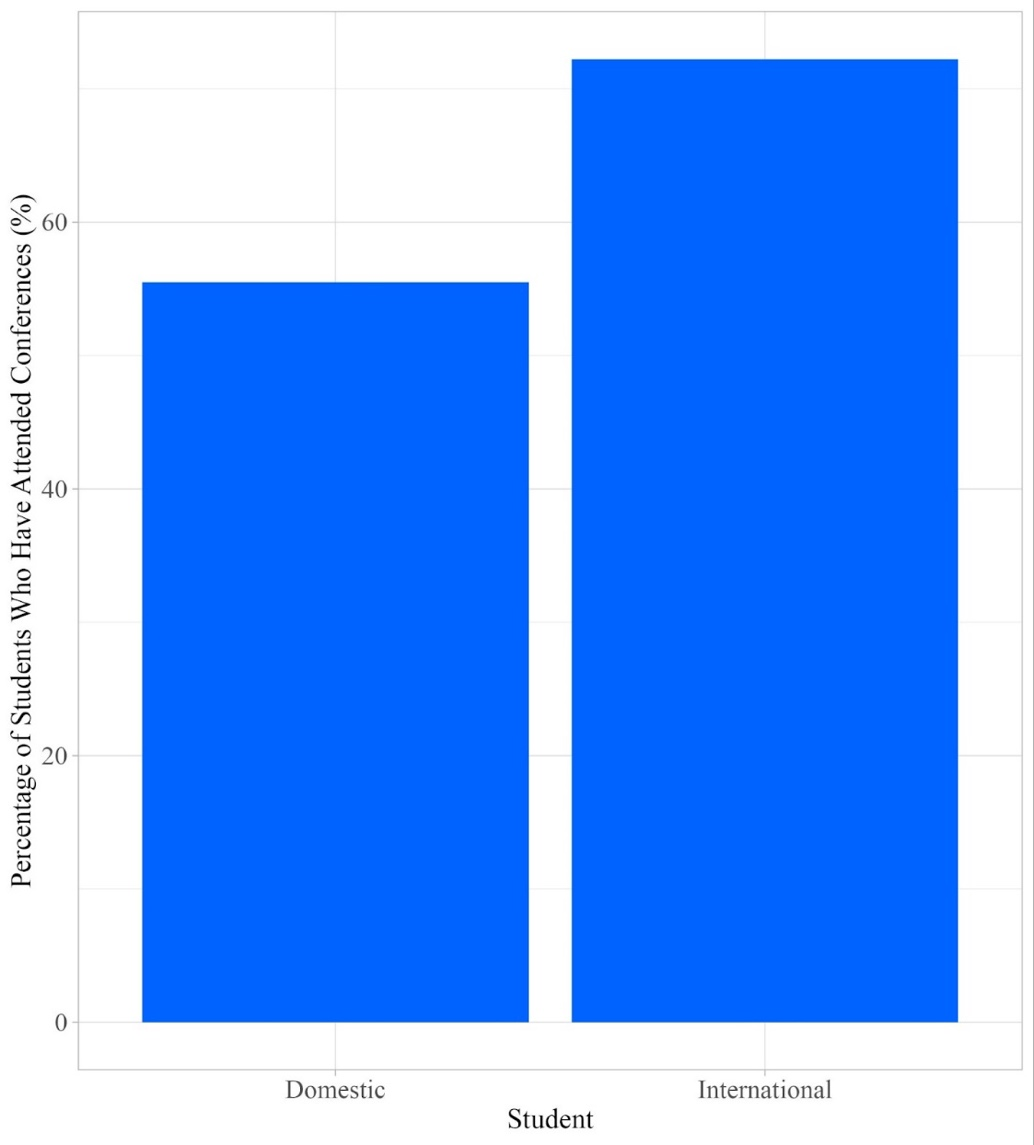 Percentage of Students Who Have Attended Conferences (%)
60
40
20
0
Domestic International
Student